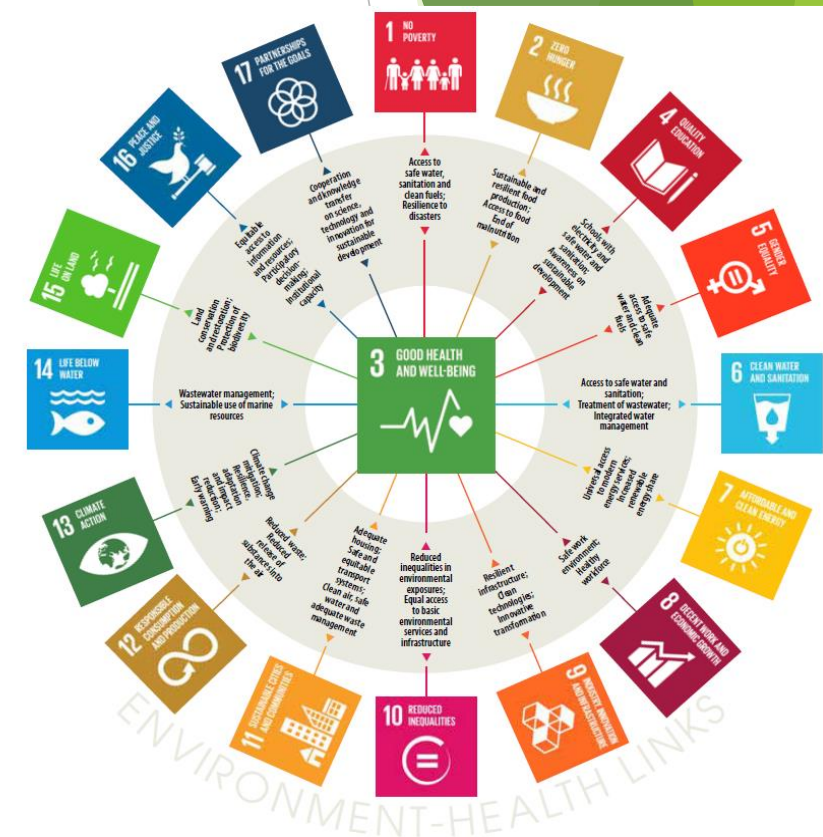 1 NO
POVERTY
Access to
safe water,
sanitation and
clean fuels;
Resilience to
disasters
2 ZERO
HUNGER
Sustainable and
resilient food
production;
Access to food
End of
malnutrition
4 QUALITY
EDUCATION
Schools with
electricity and
safe water and
sanitation;
Awareness on
sustainable
development
5 GENDER
EQUALITY
Adequate
access to safe
water and clean
fuels
6 CLEAN WATER
AND SANITATION
Access to safe water and
sanitation;
Treatment of wastewater;
Integrated water
management
7 AFFORDABLE AND
CLEAN ENERGY
Universal access
to modern
energy services;
Increased
renewable
energy share
8 DECENT WORK AND
ECONOMIC GROWTH
Safe work
environment;
Healthy
workforce
9 INDUSTRY, INNOVATION
AND INFRASTRUCTURE
Resilient
infrastructure;
Clean
technologies;
Innovative
transformation
10 REDUCED
INEQUALITIES
Reduced
inequalities in
environmental
exposures;
Equal access
to basic
environmental
services and
infrastructure
11 SUSTAINABLE CITIES
AND COMMUNITIES
Adequate
housing;
Safe and
equitable
transport
systems;
Clean air, safe
water and
adequate waste
management
12 RESPONSIBLE
CONSUMPTION
AND PRODUCTION
Reduced waste;
Reduced
release of
substances into
the air
13 CLIMATE
ACTION
Climate change
mitigation;
Resilience,
adaptation
and impact
reduction;
Early warning
14 LIFE BELOW
WATER
Wastewater management;
Sustainable use of marine
resources
15 LIFE
ON LAND
Land
conservation
and restoration;
Protection of
biodiversity
16 PEACE AND
JUSTICE
Equitable
access to
information
and resources;
Participatory
decision-
making;
Institutional
capacity
17 PARTNERSHIPS
FOR THE GOALS
Cooperation
and knowledge
transfer
on science,
technology and
innovation for
sustainable
development
3 GOOD HEALTH
AND WELL-BEING
ENVIRONMENT-HEALTH LINKS